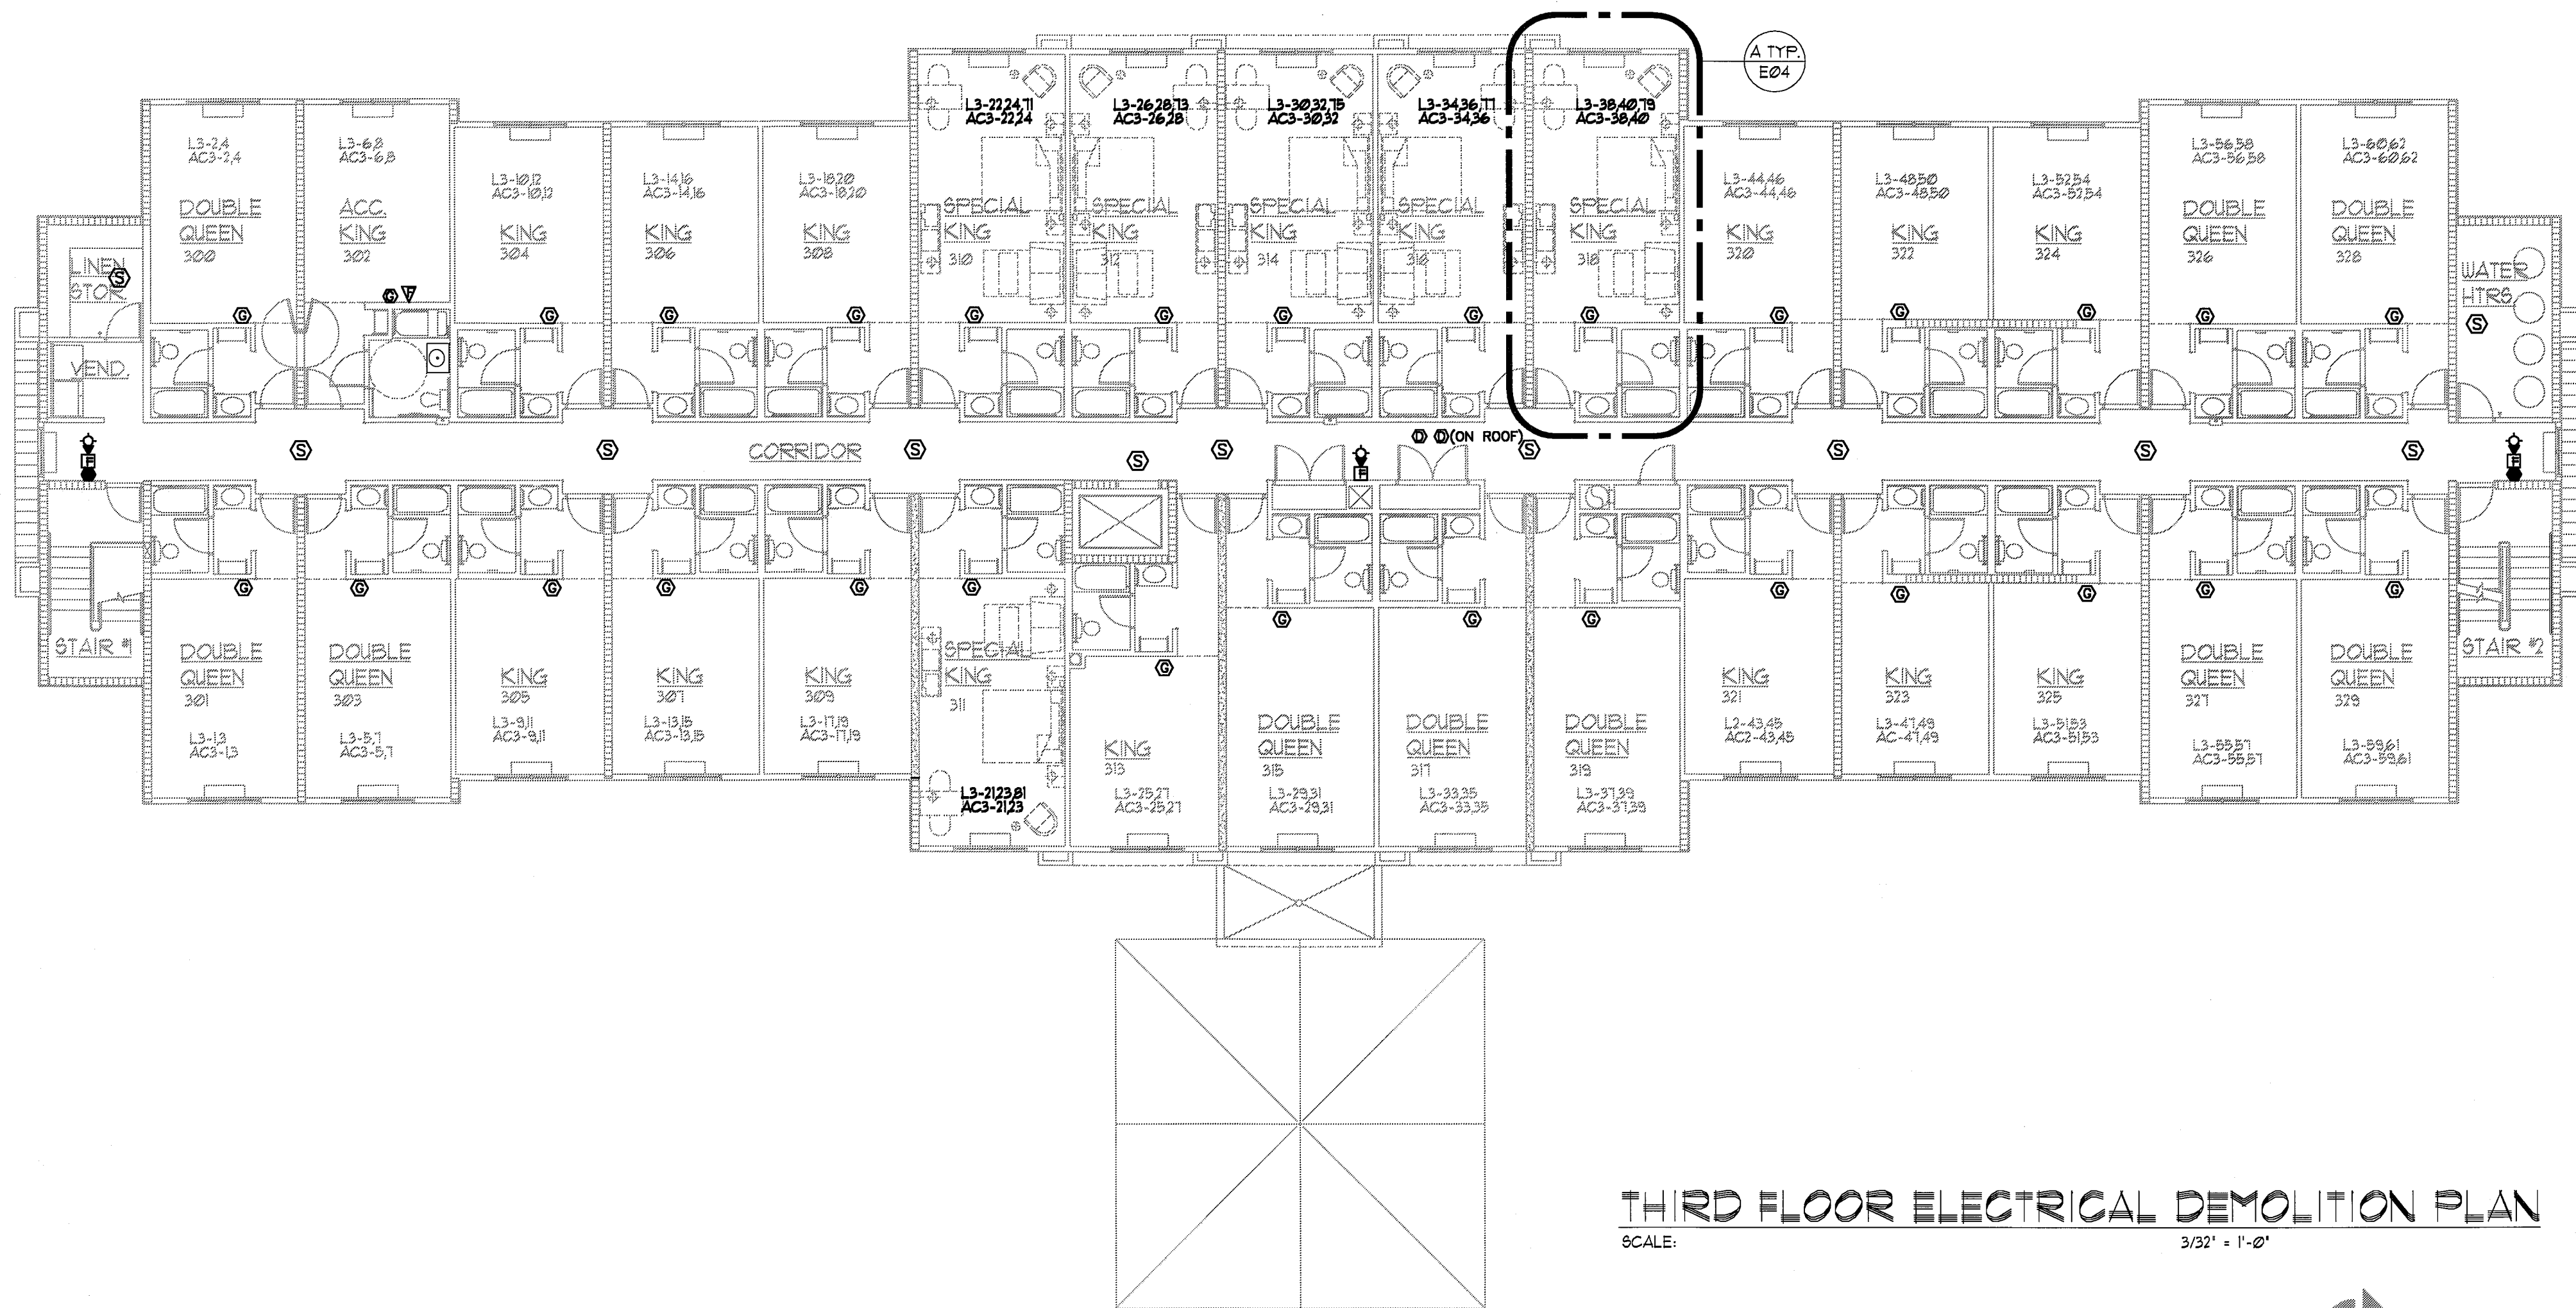 A TYP.
E04
L3-2,4
AC3-2,4
DOUBLE
QUEEN
300
L3-6,8
AC3-6,8
ACC.
KING
302
L3-10,12
AC3-10,12
KING
304
L3-14,16
AC3-14,16
KING
306
L3-18,20
AC3-18,20
KING
308
L3-22,24,71
AC3-22,24
SPECIAL
KING
310
L3-26,28,73
AC3-26,28
SPECIAL
KING
312
L3-30,32,75
AC3-30,32
SPECIAL
KING
314
L3-34,36,77
AC3-34,36
SPECIAL
KING
316
L3-38,40,79
AC3-38,40
SPECIAL
KING
318
L3-44,46
AC3-44,46
KING
320
L3-48,50
AC3-48,50
KING
322
L3-52,54
AC3-52,54
KING
324
L3-56,58
AC3-56,58
DOUBLE
QUEEN
326
L3-60,62
AC3-60,62
DOUBLE
QUEEN
328
LINEN
STOR.
S
WATER
HTRS.
S
G F
G G G G G G G G G G G G G G
VEND.
F
S S S
CORRIDOR
S S S
D D (ON ROOF)
F
S S S S
F
G G G G G G G G G G G G G G G
STAIR #1
DOUBLE
QUEEN
301
L3-1,3
AC3-1,3
DOUBLE
QUEEN
303
L3-5,7
AC3-5,7
KING
305
L3-9,11
AC3-9,11
KING
307
L3-13,15
AC3-13,15
KING
309
L3-17,19
AC3-17,19
SPECIAL
KING
311
L3-21,23,81
AC3-21,23
KING
313
L3-25,27
AC3-25,27
DOUBLE
QUEEN
315
L3-29,31
AC3-29,31
DOUBLE
QUEEN
317
L3-33,35
AC3-33,35
DOUBLE
QUEEN
319
L3-37,39
AC3-37,39
KING
321
L2-43,45
AC2-43,45
KING
323
L3-47,49
AC-47,49
KING
325
L3-51,53
AC3-51,53
DOUBLE
QUEEN
327
L3-55,57
AC3-55,57
DOUBLE
QUEEN
329
L3-59,61
AC3-59,61
STAIR #2
THIRD FLOOR ELECTRICAL DEMOLITION PLAN
SCALE: 3/32" = 1'-0"